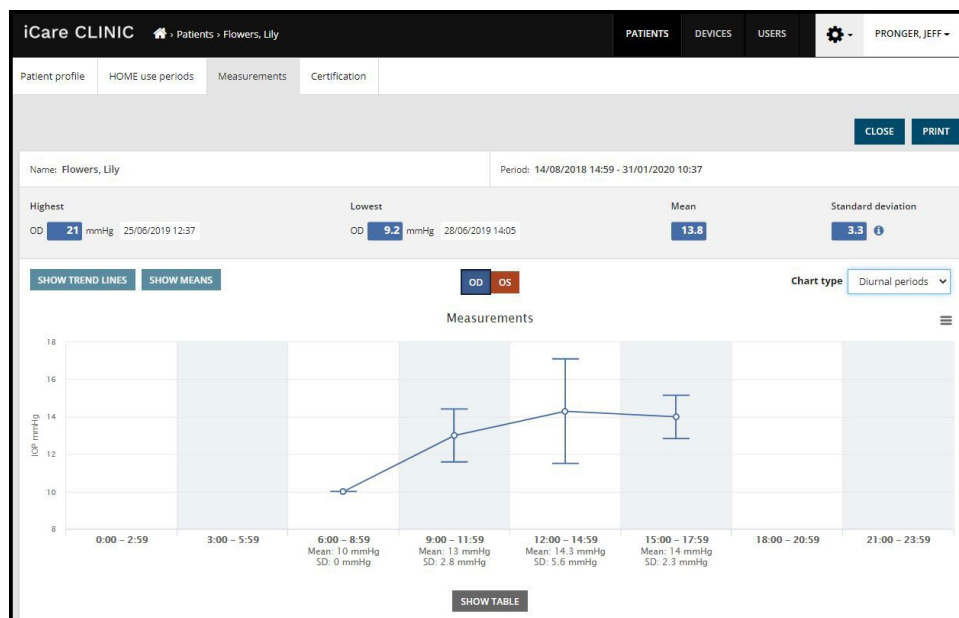 iCare CLINIC › Patients › Flowers, Lily PATIENTS DEVICES USERS PRONGER, JEFF
Patient profile HOME use periods Measurements Certification
CLOSE PRINT
Name: Flowers, Lily Period: 14/08/2018 14:59 - 31/01/2020 10:37
Highest Lowest Mean Standard deviation
OD 21 mmHg 25/06/2019 12:37 OD 9.2 mmHg 28/06/2019 14:05 13.8 3.3 i
SHOW TREND LINES SHOW MEANS OD OS Chart type Diurnal periods
Measurements
18
16
14
12
10
8
IOP mmHg
0:00 – 2:59 3:00 – 5:59 6:00 – 8:59 9:00 – 11:59 12:00 – 14:59 15:00 – 17:59 18:00 – 20:59 21:00 – 23:59
Mean: 10 mmHg Mean: 13 mmHg Mean: 14.3 mmHg Mean: 14 mmHg
SD: 0 mmHg SD: 2.8 mmHg SD: 5.6 mmHg SD: 2.3 mmHg
SHOW TABLE